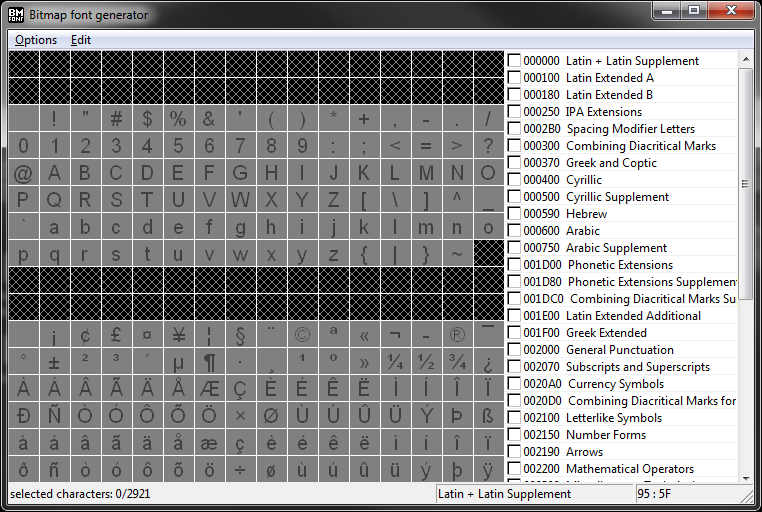 BM FONT Bitmap font generator
Options Edit
! " # $ % & ' ( ) * + , - . /
0 1 2 3 4 5 6 7 8 9 : ; < = > ?
@ A B C D E F G H I J K L M N O
P Q R S T U V W X Y Z [ \ ] ^ _
` a b c d e f g h i j k l m n o
p q r s t u v w x y z { | } ~
¡ ¢ £ ¤ ¥ ¦ § ¨ © ª « ¬ - ® ¯
° ± ² ³ ´ µ ¶ · ¸ ¹ º » ¼ ½ ¾ ¿
À Á Â Ã Ä Å Æ Ç È É Ê Ë Ì Í Î Ï
Ð Ñ Ò Ó Ô Õ Ö × Ø Ù Ú Û Ü Ý Þ ß
à á â ã ä å æ ç è é ê ë ì í î ï
ð ñ ò ó ô õ ö ÷ ø ù ú û ü ý þ ÿ
000000 Latin + Latin Supplement
000100 Latin Extended A
000180 Latin Extended B
000250 IPA Extensions
0002B0 Spacing Modifier Letters
000300 Combining Diacritical Marks
000370 Greek and Coptic
000400 Cyrillic
000500 Cyrillic Supplement
000590 Hebrew
000600 Arabic
000750 Arabic Supplement
001D00 Phonetic Extensions
001D80 Phonetic Extensions Supplemen
001DC0 Combining Diacritical Marks Su
001E00 Latin Extended Additional
001F00 Greek Extended
002000 General Punctuation
002070 Subscripts and Superscripts
0020A0 Currency Symbols
0020D0 Combining Diacritical Marks for
002100 Letterlike Symbols
002150 Number Forms
002190 Arrows
002200 Mathematical Operators
selected characters: 0/2921
Latin + Latin Supplement
95 : 5F